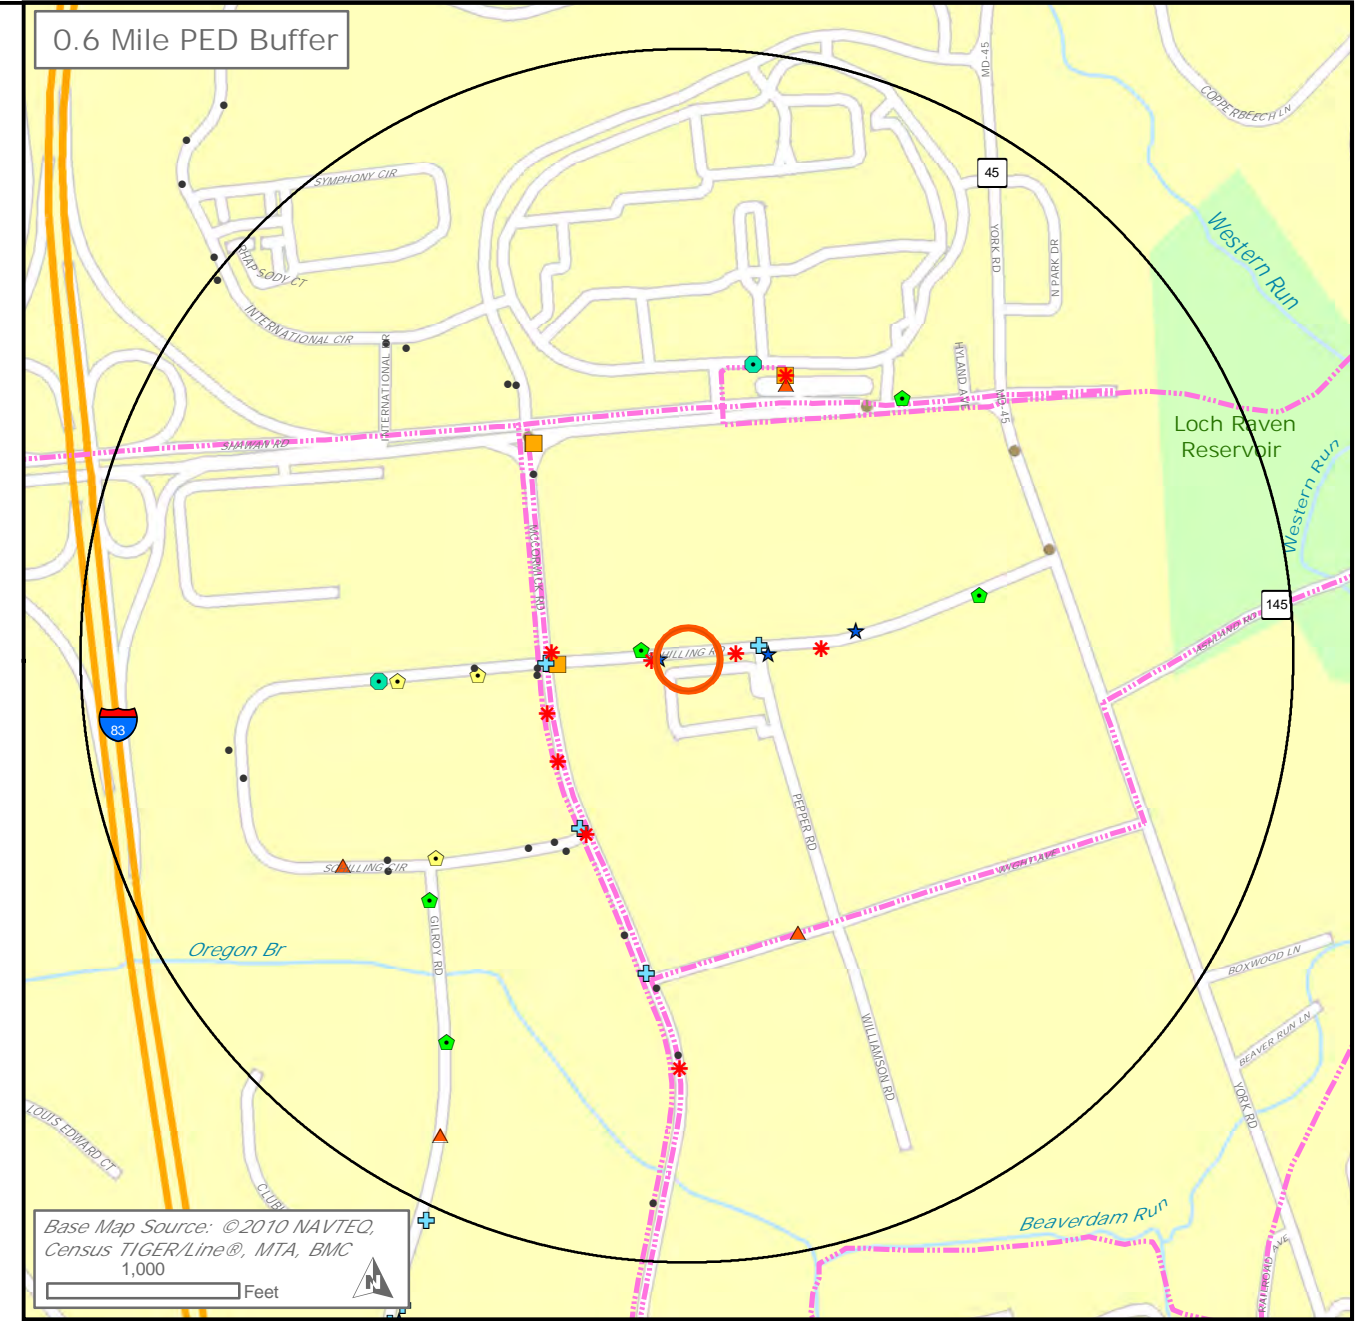 0.6 Mile PED Buffer
MD-45
COPPERBEECH LN
45
SYMPHONY CIR
Western Run
YORK RD
N PARK DR
RHAPSODY CT
INTERNATIONAL CIR
INTERNATIONAL DR
HYLAND AVE
MD-45
Loch Raven
Reservoir
SHAWAN RD
Western Run
MCCORMICK RD
145
ASHLAND RD
83
PEPPER RD
SCHILLING CIR
GILROY RD
Oregon Br
BOXWOOD LN
WILLIAMSON RD
BEAVER RUN LN
YORK RD
LOUIS EDWARD CT
Beaverdam Run
RAILROAD AVE
Base Map Source: ©2010 NAVTEQ,
Census TIGER/Line®, MTA, BMC
1,000
Feet
N